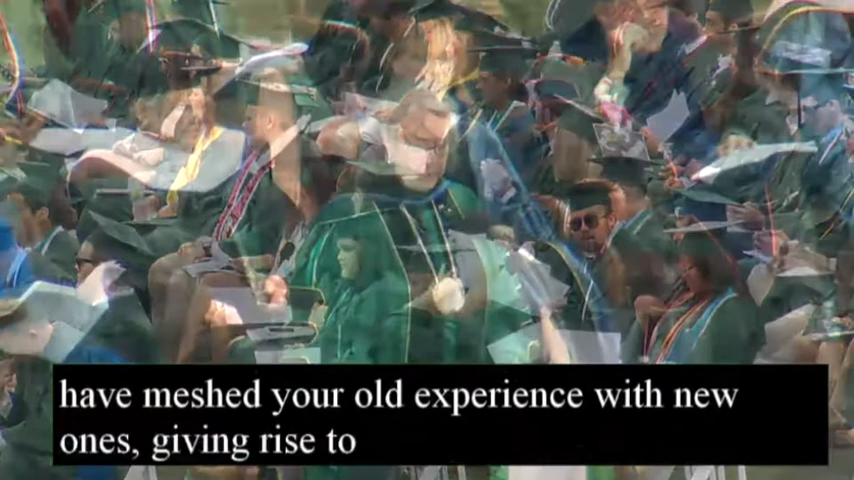 have meshed your old experience with new
ones, giving rise to